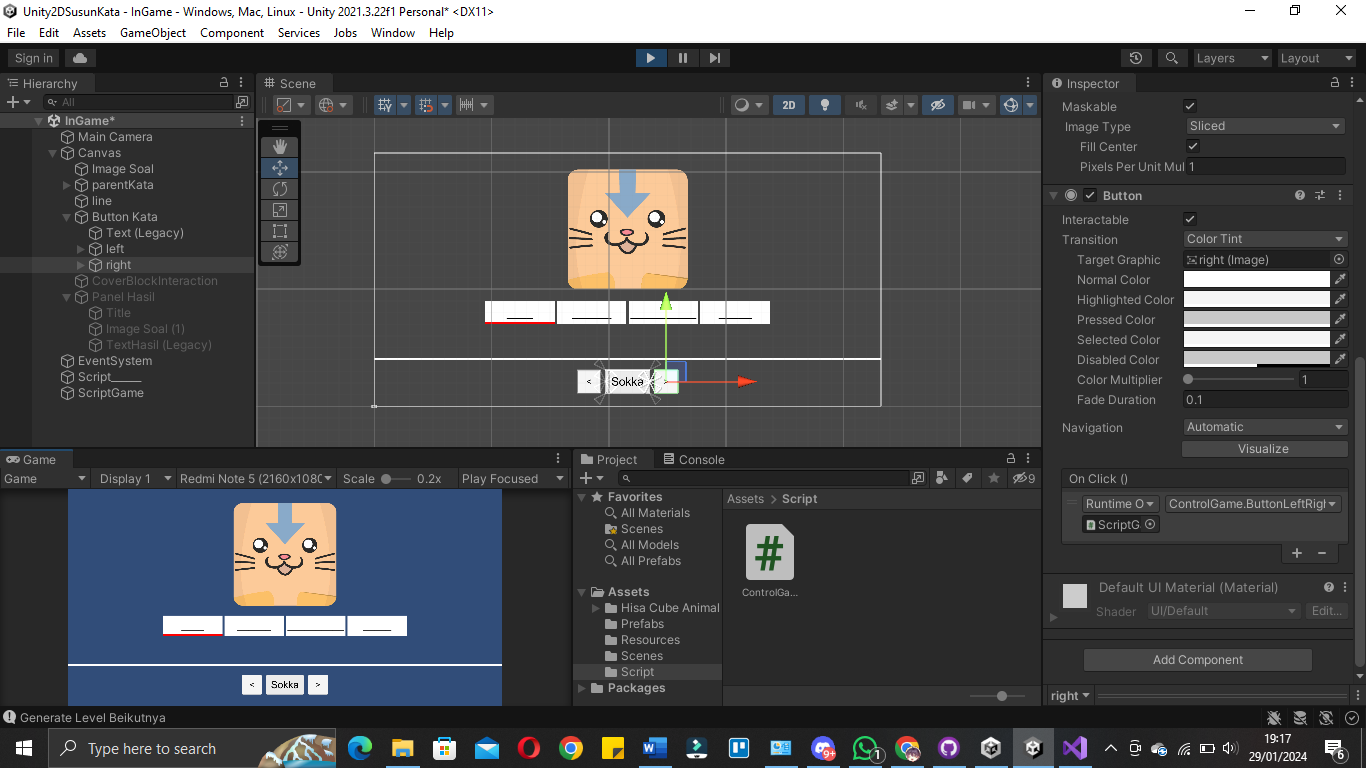 Unity2DSusunKata - InGame - Windows, Mac, Linux - Unity 2021.3.22f1 Personal* <DX11>
File Edit Assets GameObject Component Services Jobs Window Help
Sign in
Layers
Layout
Hierarchy
All
InGame*
Main Camera
Canvas
Image Soal
parentKata
line
Button Kata
Text (Legacy)
left
right
CoverBlockInteraction
Panel Hasil
Title
Image Soal (1)
TextHasil (Legacy)
EventSystem
Script_____
ScriptGame
Scene
2D
< Sokka >
Inspector
Maskable
Image Type Sliced
Fill Center
Pixels Per Unit Mul 1
Button
Interactable
Transition Color Tint
Target Graphic right (Image)
Normal Color
Highlighted Color
Pressed Color
Selected Color
Disabled Color
Color Multiplier 1
Fade Duration 0.1
Navigation Automatic
Visualize
On Click ()
Runtime O ControlGame.ButtonLeftRigl
ScriptG
+ −
Default UI Material (Material)
Shader UI/Default Edit...
Add Component
right
Game
Game Display 1 Redmi Note 5 (2160x1080 Scale 0.2x Play Focused
< Sokka >
Project Console
9
Favorites
All Materials
Scenes
All Models
All Prefabs
Assets
Hisa Cube Animal
Prefabs
Resources
Scenes
Script
Packages
Assets > Script
#
ControlGa...
Generate Level Beikutnya
Type here to search
9+
1
19:17
29/01/2024
6